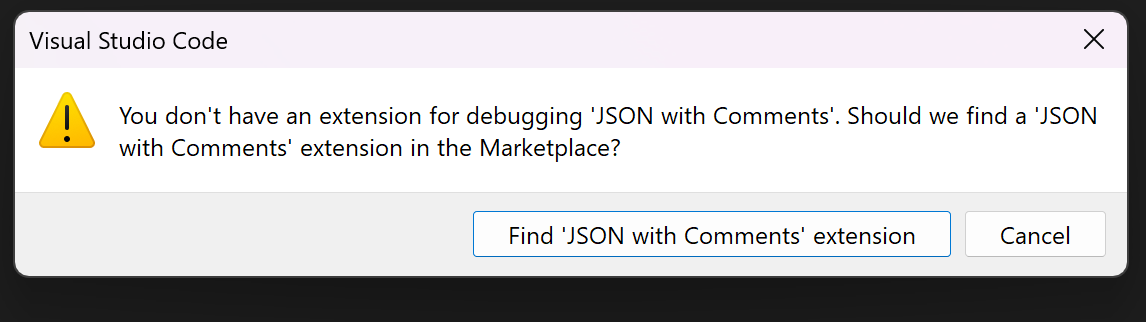 Visual Studio Code
You don't have an extension for debugging 'JSON with Comments'. Should we find a 'JSON
with Comments' extension in the Marketplace?
Find 'JSON with Comments' extension
Cancel